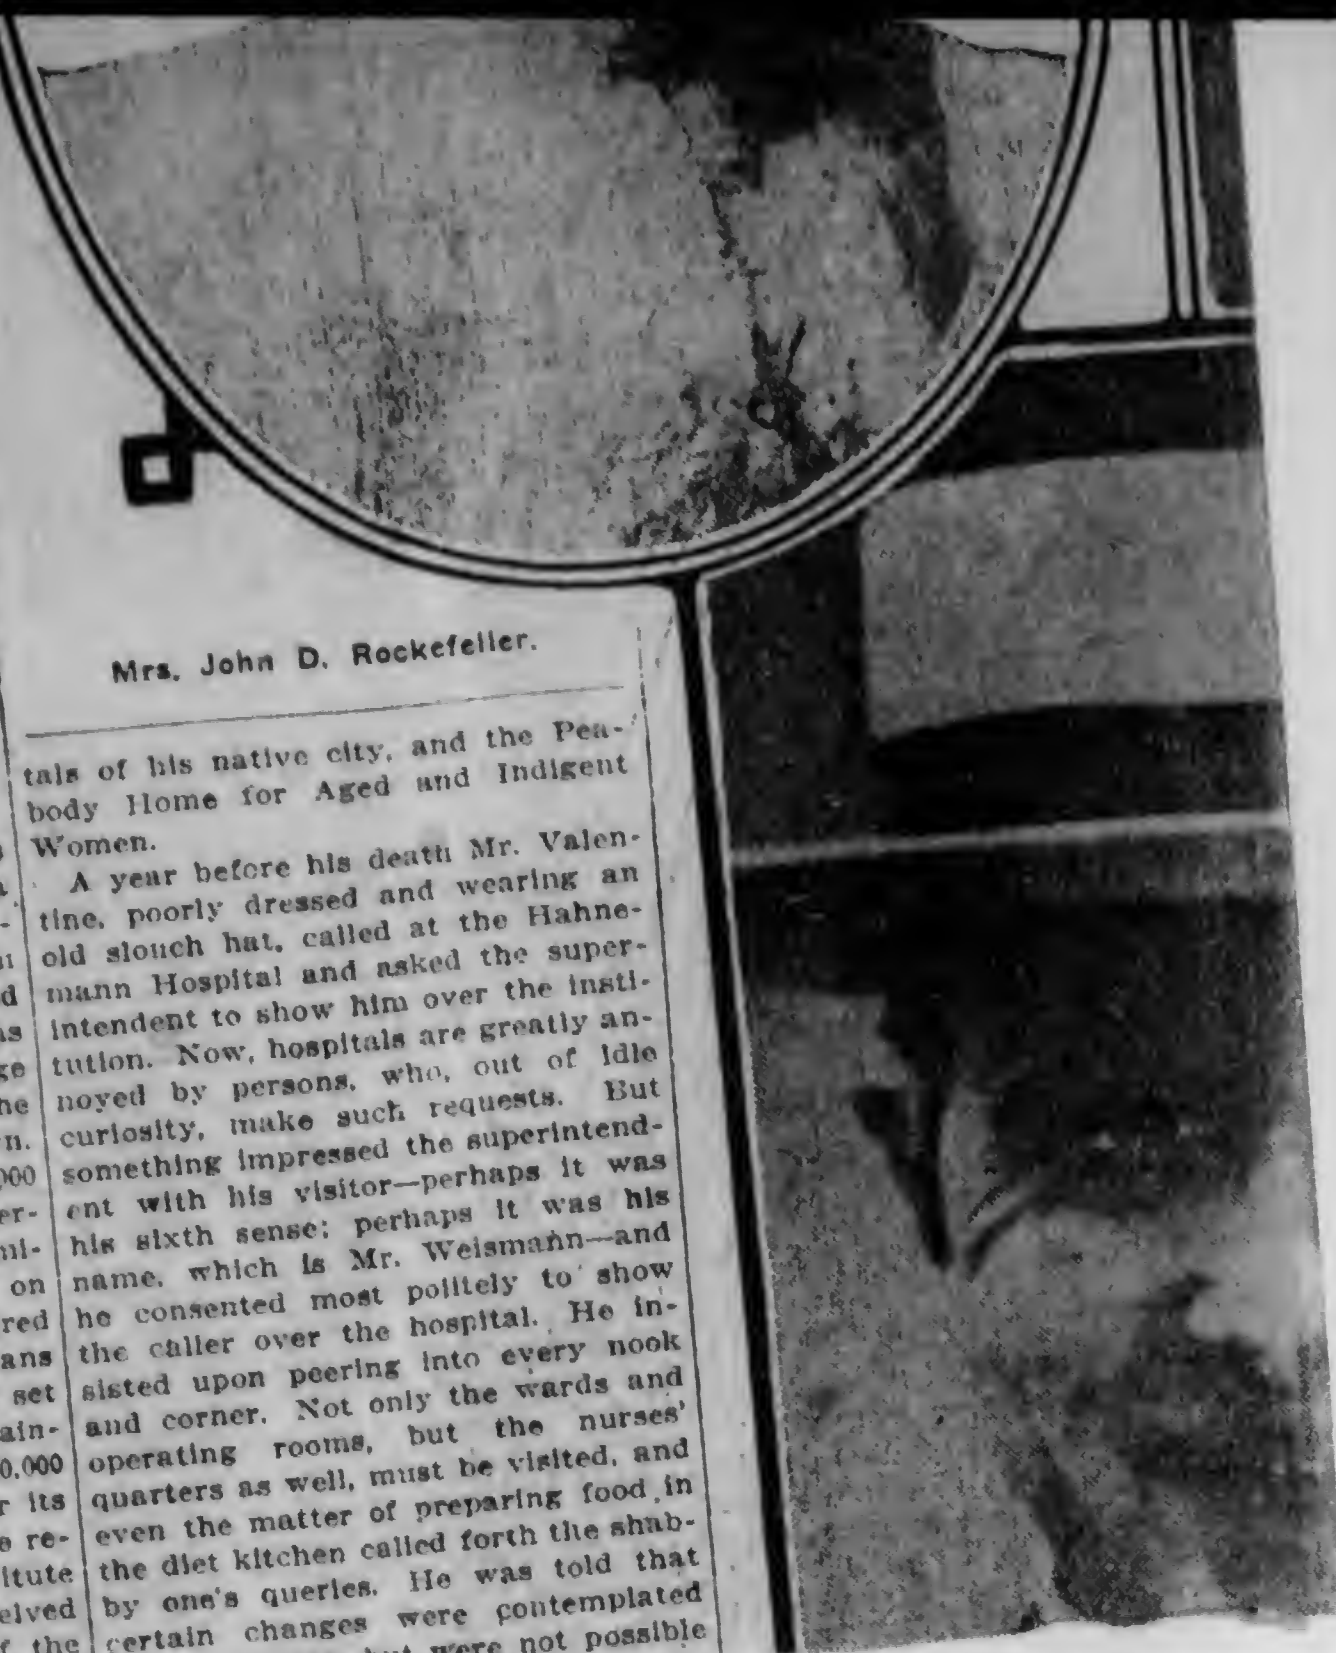 Mrs. John D. Rockefeller.
tals of his native city, and the Pea-
body Home for Aged and Indigent
Women.
A year before his death Mr. Valen-
tine, poorly dressed and wearing an
old slouch hat, called at the Hahne-
mann Hospital and asked the super-
intendent to show him over the insti-
tution. Now, hospitals are greatly an-
noyed by persons, who, out of idle
curiosity, make such requests. But
something impressed the superintend-
ent with his visitor—perhaps it was
his sixth sense; perhaps it was his
name, which is Mr. Weismann—and
he consented most politely to show
the caller over the hospital. He in-
sisted upon peering into every nook
and corner. Not only the wards and
operating rooms, but the nurses'
quarters as well, must be visited, and
even the matter of preparing food in
the diet kitchen called forth the shab-
by one's queries. He was told that
certain changes were contemplated
but were not possible